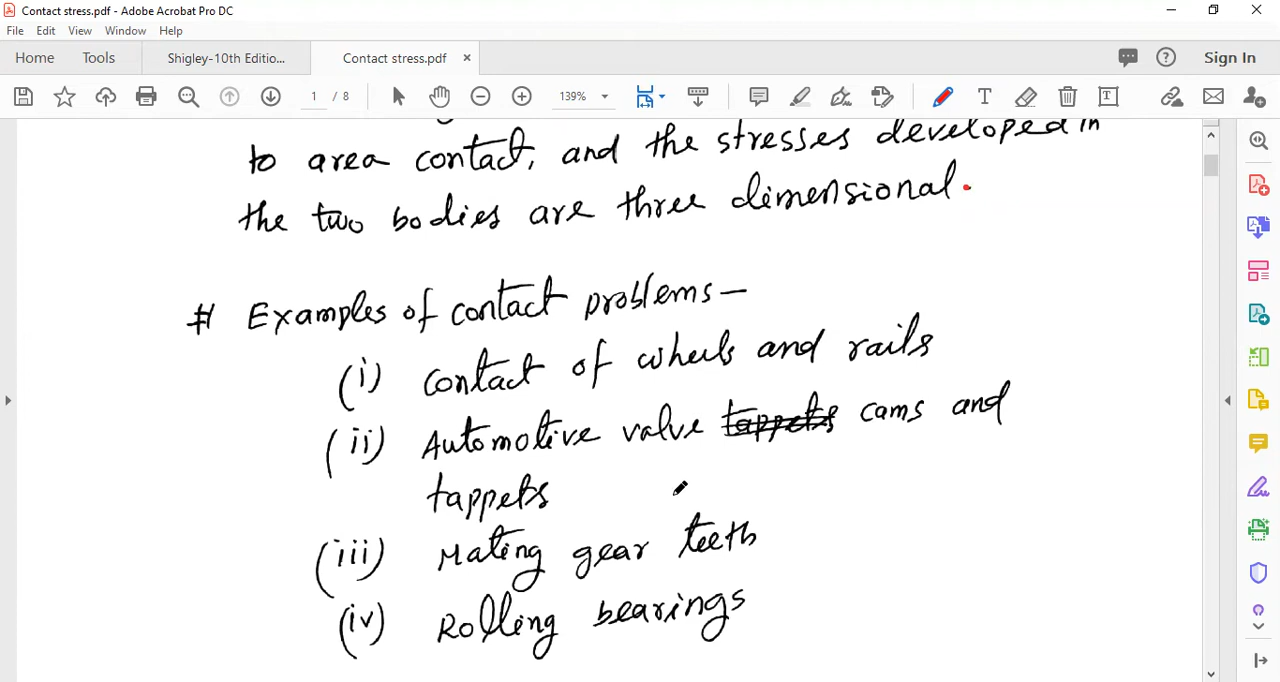 Contact stress.pdf - Adobe Acrobat Pro DC
File Edit View Window Help
Home Tools Shigley-10th Editio... Contact stress.pdf × Sign In
1 / 8 139%
to area contact, and the stresses developed in
the two bodies are three dimensional.
# Examples of contact problems —
(i) Contact of wheels and rails
(ii) Automotive valve tappets cams and
tappets
(iii) Mating gear teeth
(iv) Rolling bearings